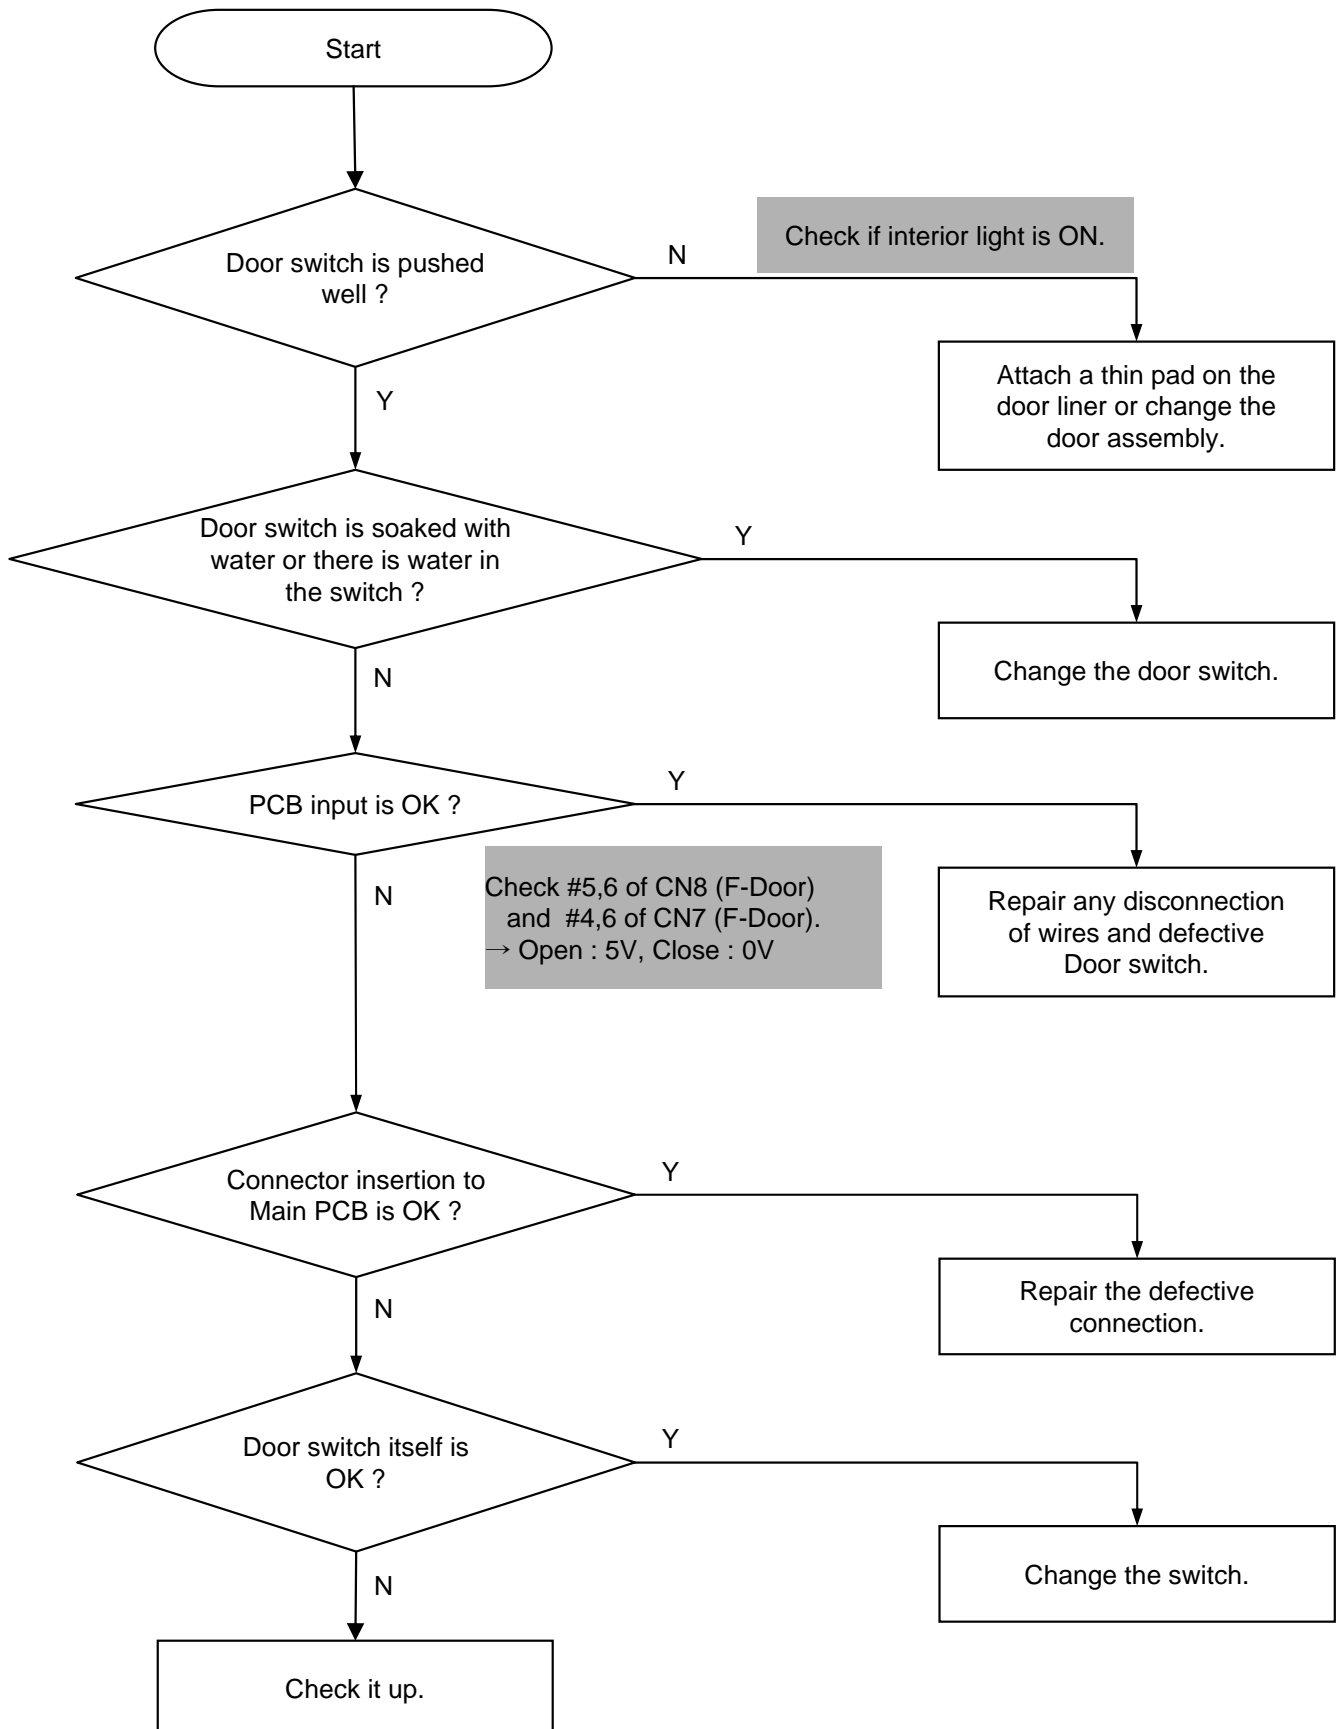 Start
Door switch is pushed
well ?
N
Check if interior light is ON.
Attach a thin pad on the
door liner or change the
door assembly.
Y
Door switch is soaked with
water or there is water in
the switch ?
Y
Change the door switch.
N
PCB input is OK ?
Y
Repair any disconnection
of wires and defective
Door switch.
N
Check #5,6 of CN8 (F-Door)
and #4,6 of CN7 (F-Door).
→ Open : 5V, Close : 0V
Connector insertion to
Main PCB is OK ?
Y
Repair the defective
connection.
N
Door switch itself is
OK ?
Y
Change the switch.
N
Check it up.